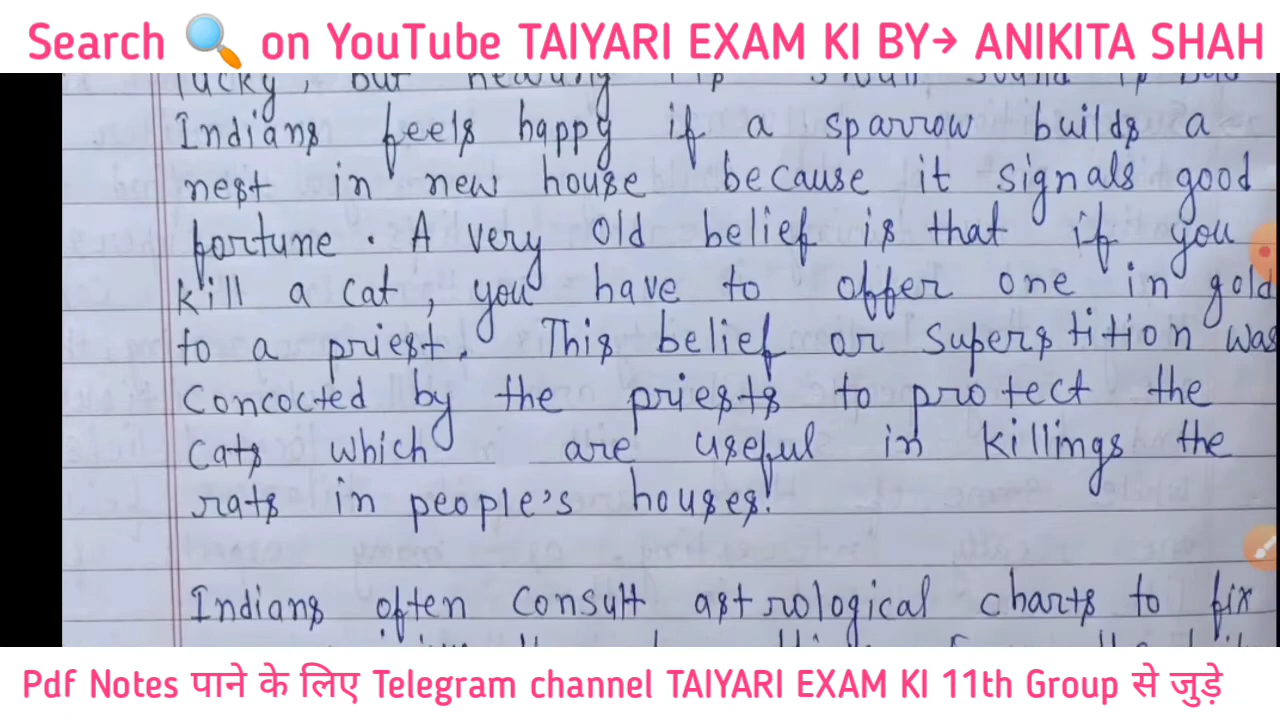 Search 🔍 on YouTube TAIYARI EXAM KI BY→ ANIKITA SHAH
lucky, but hearing its
Indians feels happy if a sparrow builds a
nest in new house because it signals good
fortune. A very old belief is that if you
kill a cat, you have to offer one in gold
to a priest. This belief or superstition was
Concocted by the priests to protect the
cats which are useful in killings the
rats in people's houses.
Indians often consult astrological charts to fix
Pdf Notes पाने के लिए Telegram channel TAIYARI EXAM KI 11th Group से जुड़े